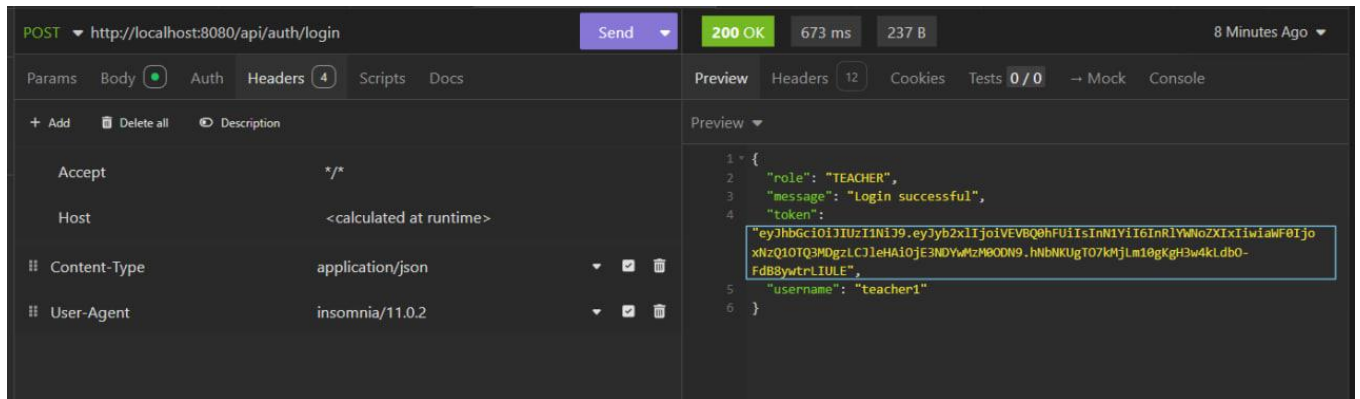 POST http://localhost:8080/api/auth/login Send
200 OK 673 ms 237 B 8 Minutes Ago
Params Body Auth Headers 4 Scripts Docs
Preview Headers 12 Cookies Tests 0 / 0 → Mock Console
+ Add Delete all Description
Preview
Accept */*
Host <calculated at runtime>
Content-Type application/json
User-Agent insomnia/11.0.2
1 {
2 "role": "TEACHER",
3 "message": "Login successful",
4 "token":
"eyJhbGciOiJIUzI1NiJ9.eyJyb2xlIjoiVEVBQ0hFUiIsInN1YiI6InRlYWNoZXIxIiwiaWF0Ijo
xNzQ1OTQ3MDgzLCJleHAiOjE3NDYwMzM0ODN9.hNbNKUgTO7kMjLm10gKgH3w4kLdbO-
FdB8ywtrLIULE",
5 "username": "teacher1"
6 }